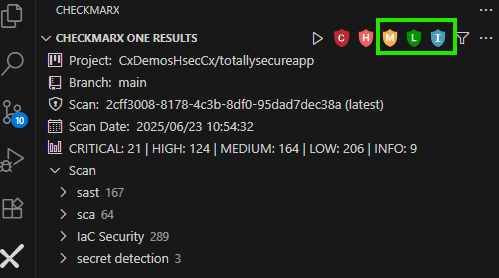 CHECKMARX
CHECKMARX ONE RESULTS C H M L I
Project: CxDemosHsecCx/totallysecureapp
Branch: main
Scan: 2cff3008-8178-4c3b-8df0-95dad7dec38a (latest)
Scan Date: 2025/06/23 10:54:32
CRITICAL: 21 | HIGH: 124 | MEDIUM: 164 | LOW: 206 | INFO: 9
Scan
sast 167
sca 64
IaC Security 289
secret detection 3
10